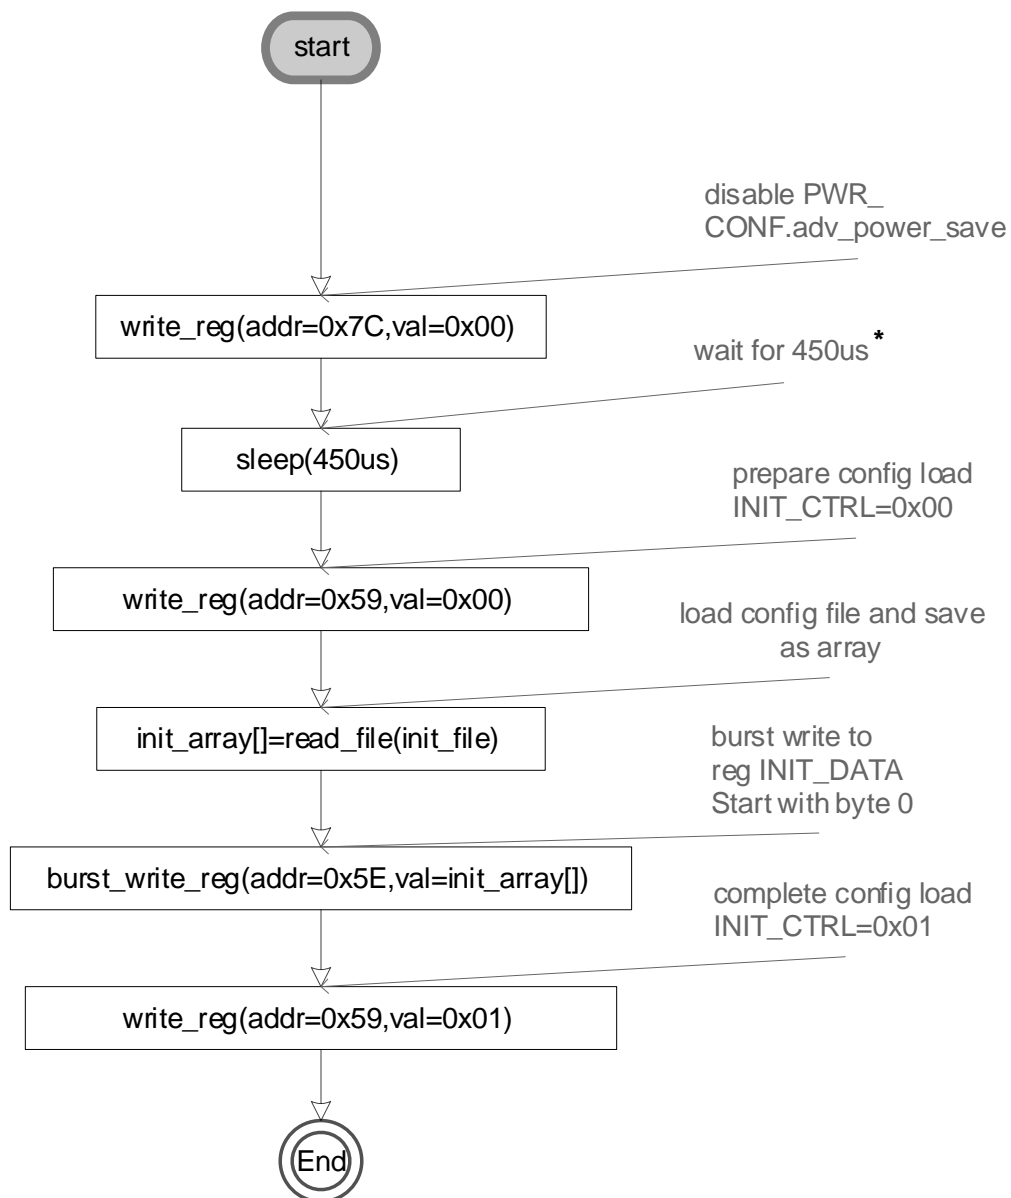 start
disable PWR_
CONF.adv_power_save
write_reg(addr=0x7C,val=0x00)
wait for 450us*
sleep(450us)
prepare config load
INIT_CTRL=0x00
write_reg(addr=0x59,val=0x00)
load config file and save
as array
init_array[]=read_file(init_file)
burst write to
reg INIT_DATA
Start with byte 0
burst_write_reg(addr=0x5E,val=init_array[])
complete config load
INIT_CTRL=0x01
write_reg(addr=0x59,val=0x01)
End